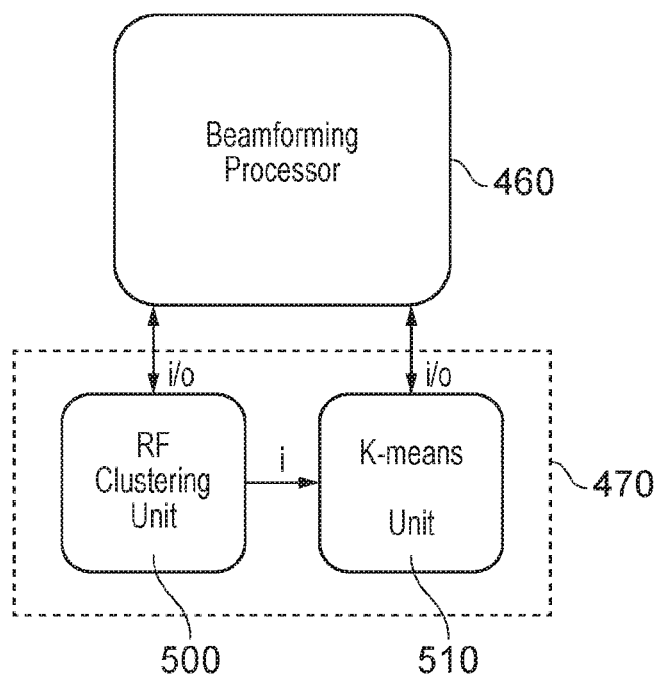 Beamforming
Processor
460
i/o
i/o
RF
Clustering
Unit
i
K-means
Unit
470
500
510